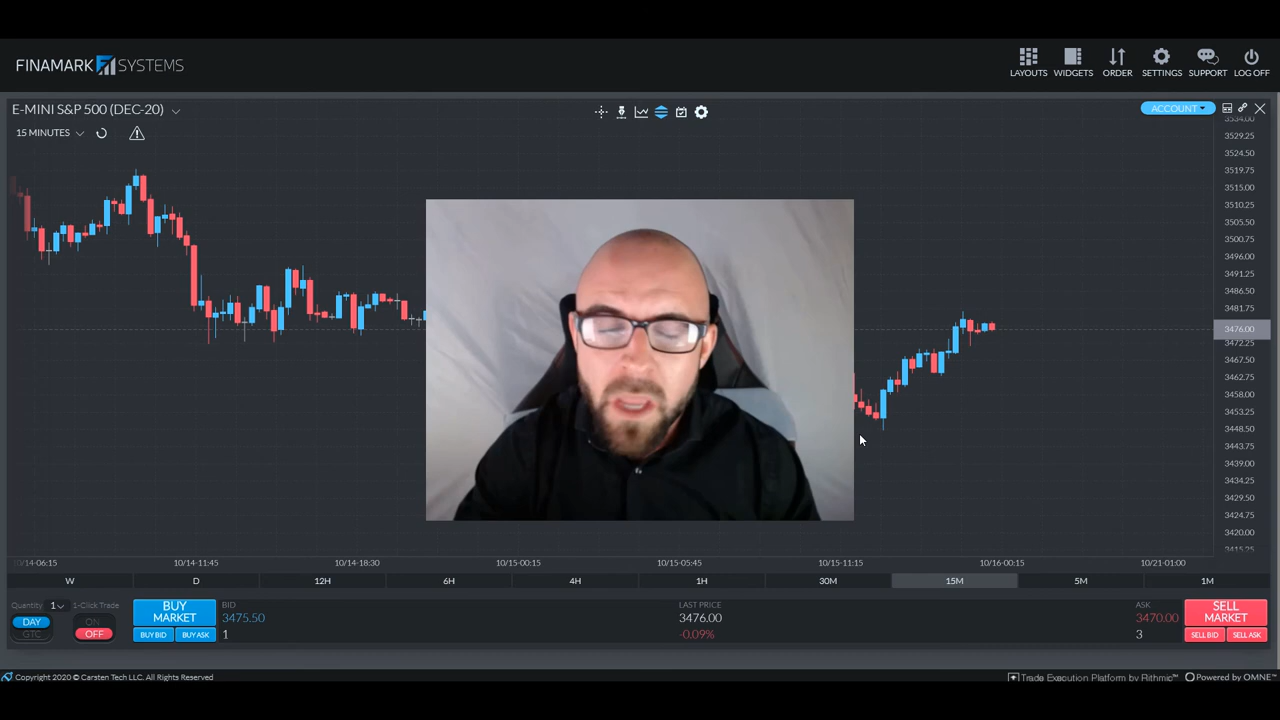 FINAMARK SYSTEMS
LAYOUTS WIDGETS ORDER SETTINGS SUPPORT LOG OFF
E-MINI S&P 500 (DEC-20)
ACCOUNT
15 MINUTES
3534.00
3529.25
3524.50
3519.75
3515.00
3510.25
3505.50
3500.75
3496.00
3491.25
3486.50
3481.75
3476.00
3472.25
3467.50
3462.75
3458.00
3453.25
3448.50
3443.75
3439.00
3434.25
3429.50
3424.75
3420.00
3415.25
10/14-06:15 10/14-11:45 10/14-18:30 10/15-00:15 10/15-05:45 10/15-11:15 10/16-00:15 10/21-01:00
W D 12H 6H 4H 1H 30M 15M 5M 1M
Quantity 1 1-Click Trade
DAY
GTC
ON
OFF
BUY
MARKET
BUY BID BUY ASK
BID
3475.50
1
LAST PRICE
3476.00
-0.09%
ASK
3470.00
3
SELL
MARKET
SELL BID SELL ASK
Copyright 2020 © Carsten Tech LLC. All Rights Reserved
Trade Execution Platform by Rithmic™ Powered by OMNE™